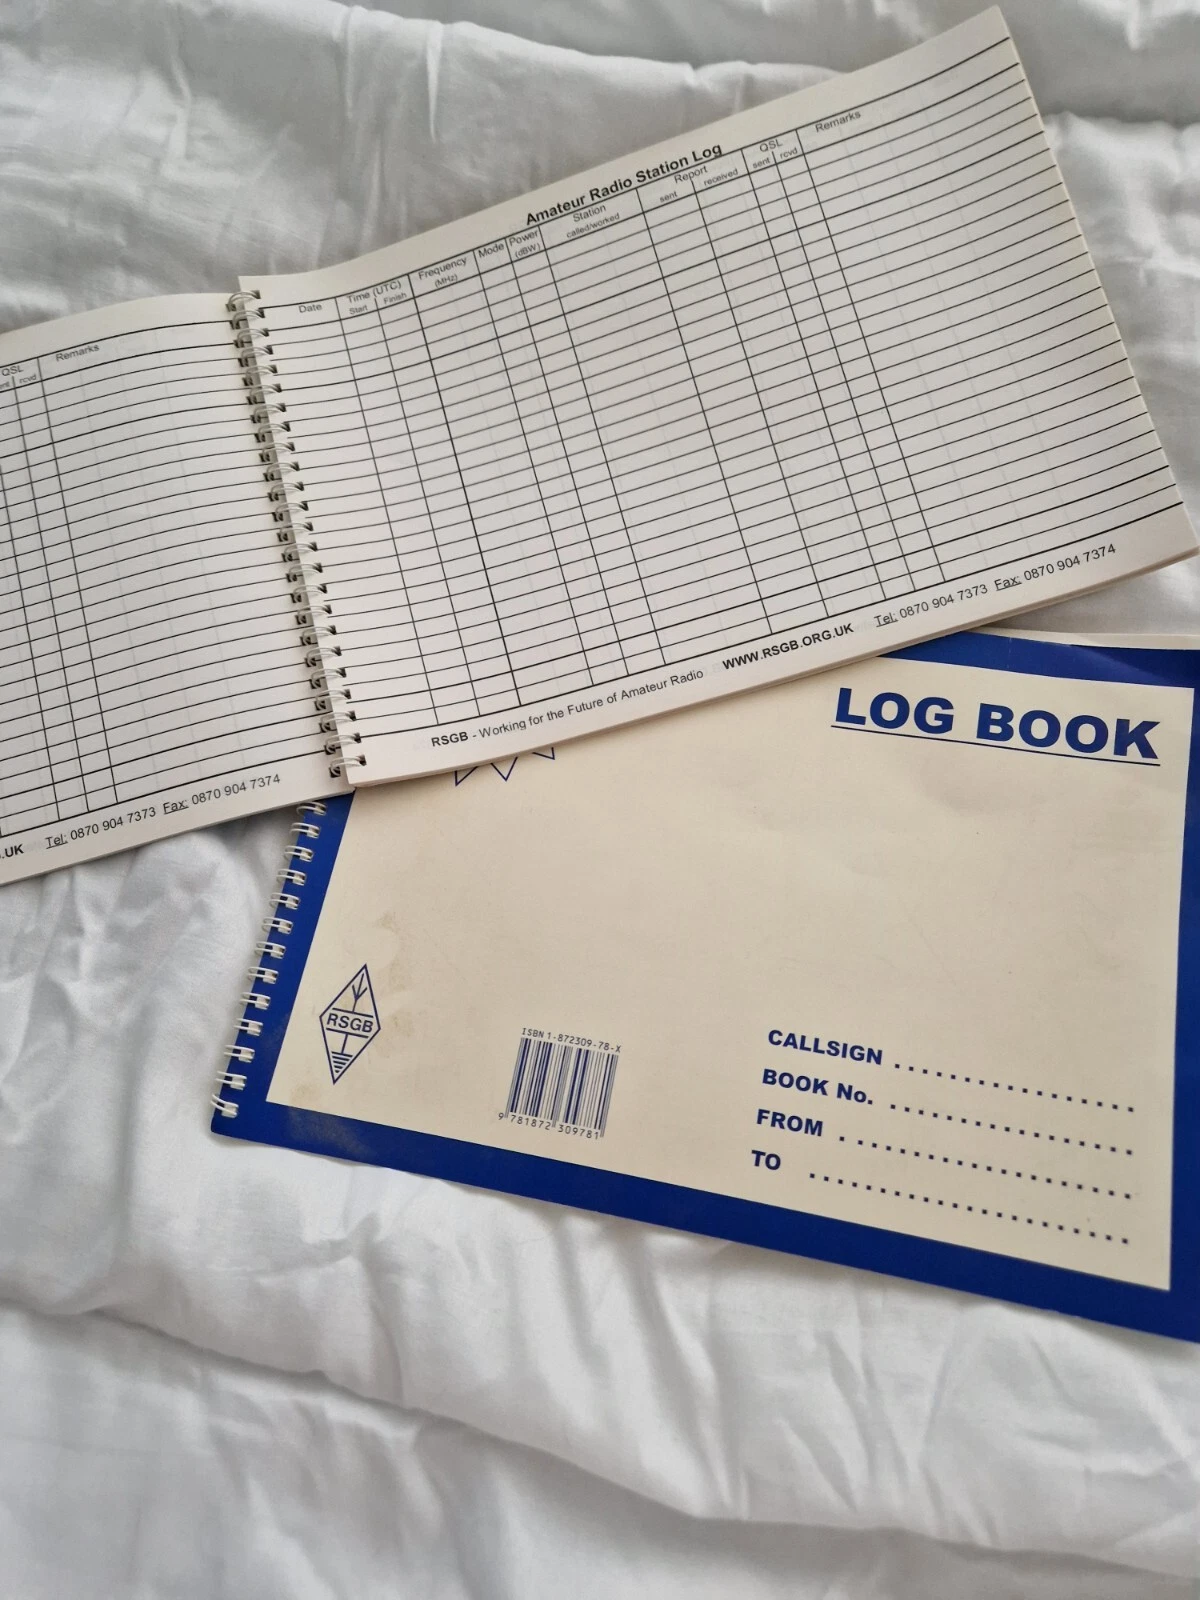 Amateur Radio Station Log
Date Time (UTC) Frequency Mode Power Station Report QSL Remarks
Start Finish (MHz) (dBW) called/worked sent received sent rcvd
RSGB - Working for the Future of Amateur Radio WWW.RSGB.ORG.UK Tel: 0870 904 7373 Fax: 0870 904 7374
QSL Remarks
rcvd
.UK Tel: 0870 904 7373 Fax: 0870 904 7374
LOG BOOK
RSGB
ISBN 1-872309-78-X
9 781872 309781
CALLSIGN ......................
BOOK No. ......................
FROM ......................
TO ......................